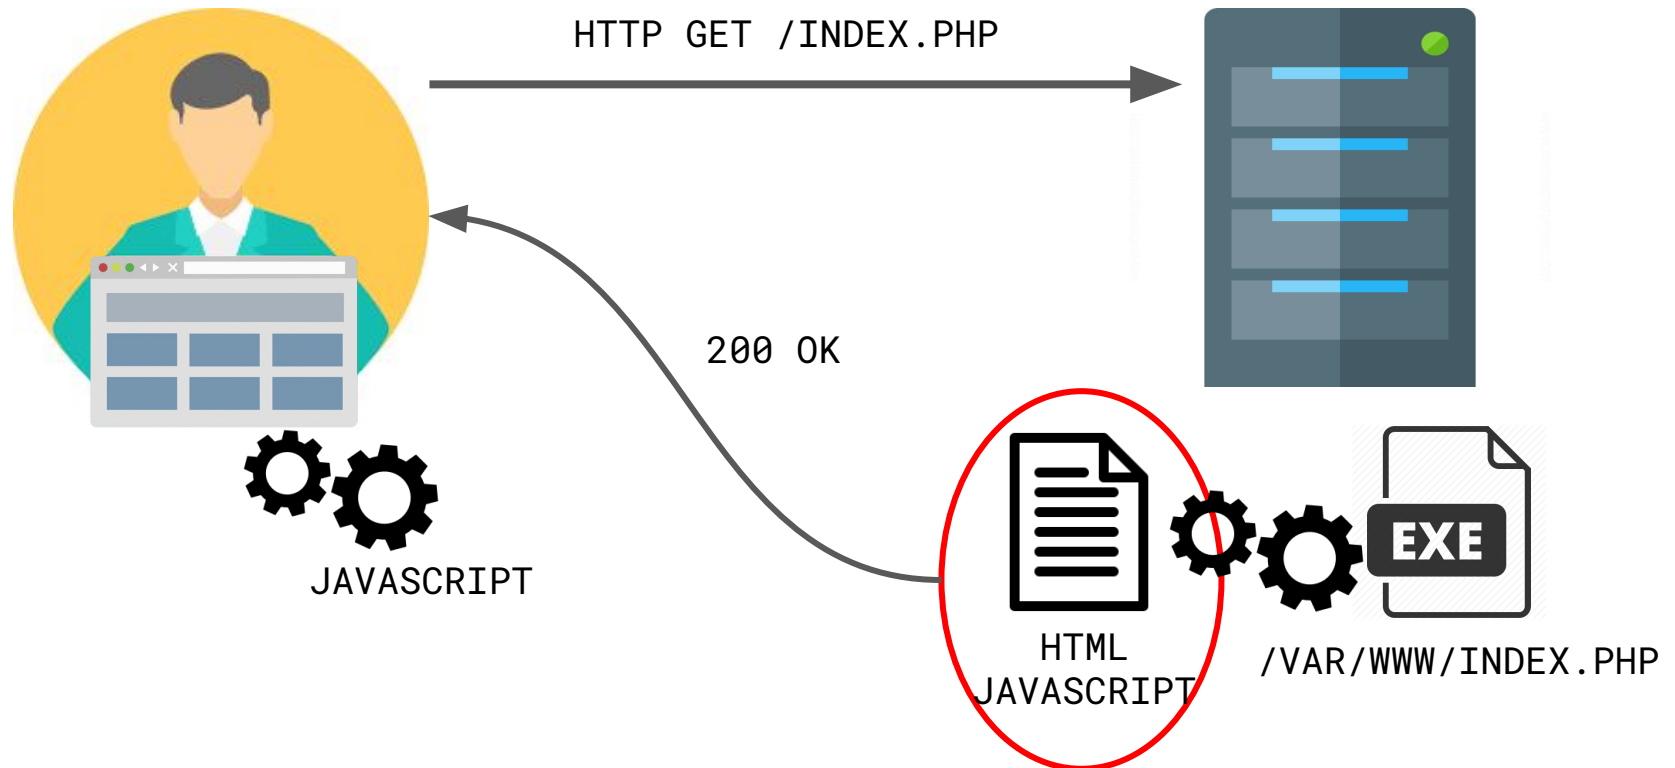 HTTP GET /INDEX.PHP
200 OK
EXE
JAVASCRIPT
HTML
JAVASCRIPT
/VAR/WWW/INDEX.PHP